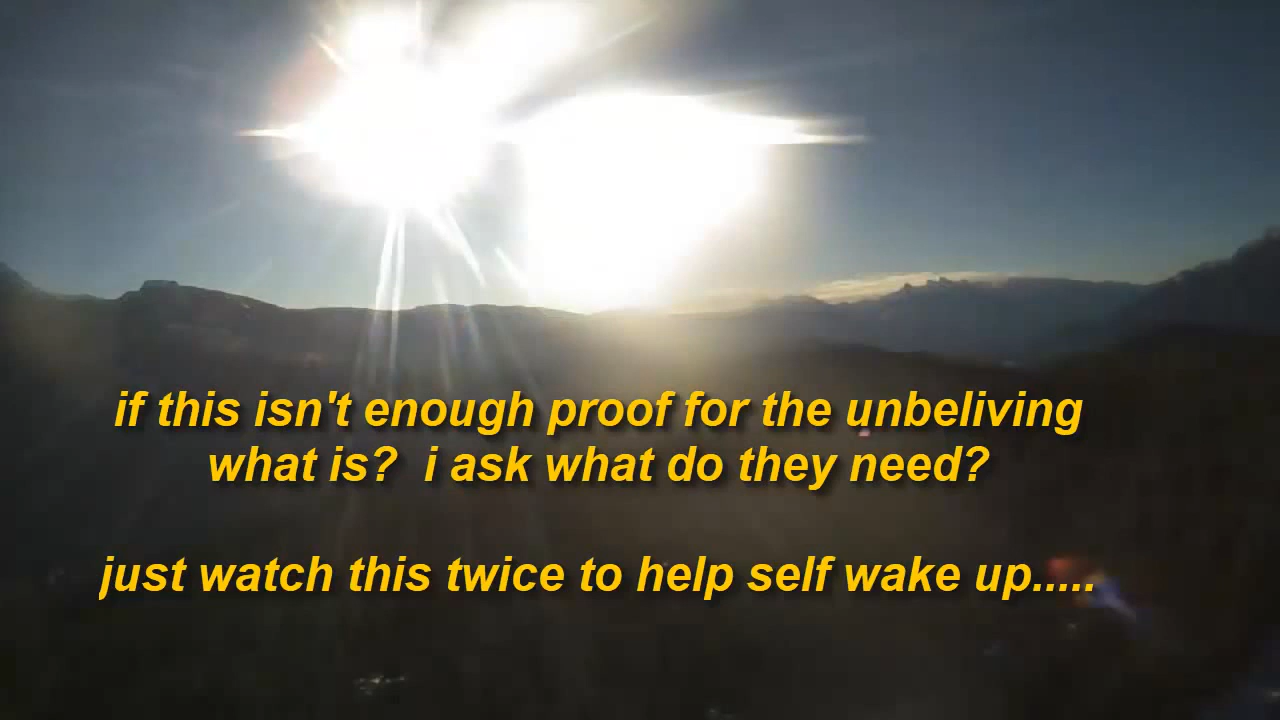 if this isn't enough proof for the unbeliving
what is?  i ask what do they need?
just watch this twice to help self wake up.....